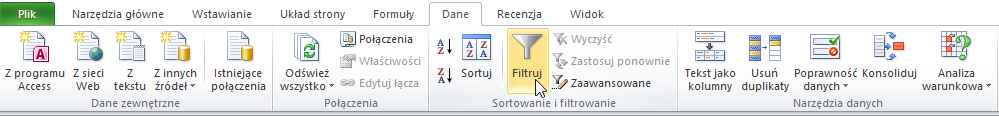 Plik Narzędzia główne Wstawianie Układ strony Formuły Dane Recenzja Widok
Z programu Access
Z sieci Web
Z tekstu
Z innych źródeł
Istniejące połączenia
Dane zewnętrzne
Odśwież wszystko
Połączenia
Właściwości
Edytuj łącza
Połączenia
A Z
Z A
A Z Z A
Sortuj
Filtruj
Wyczyść
Zastosuj ponownie
Zaawansowane
Sortowanie i filtrowanie
Tekst jako kolumny
Usuń duplikaty
Poprawność danych
Konsoliduj
Analiza warunkowa
Narzędzia danych